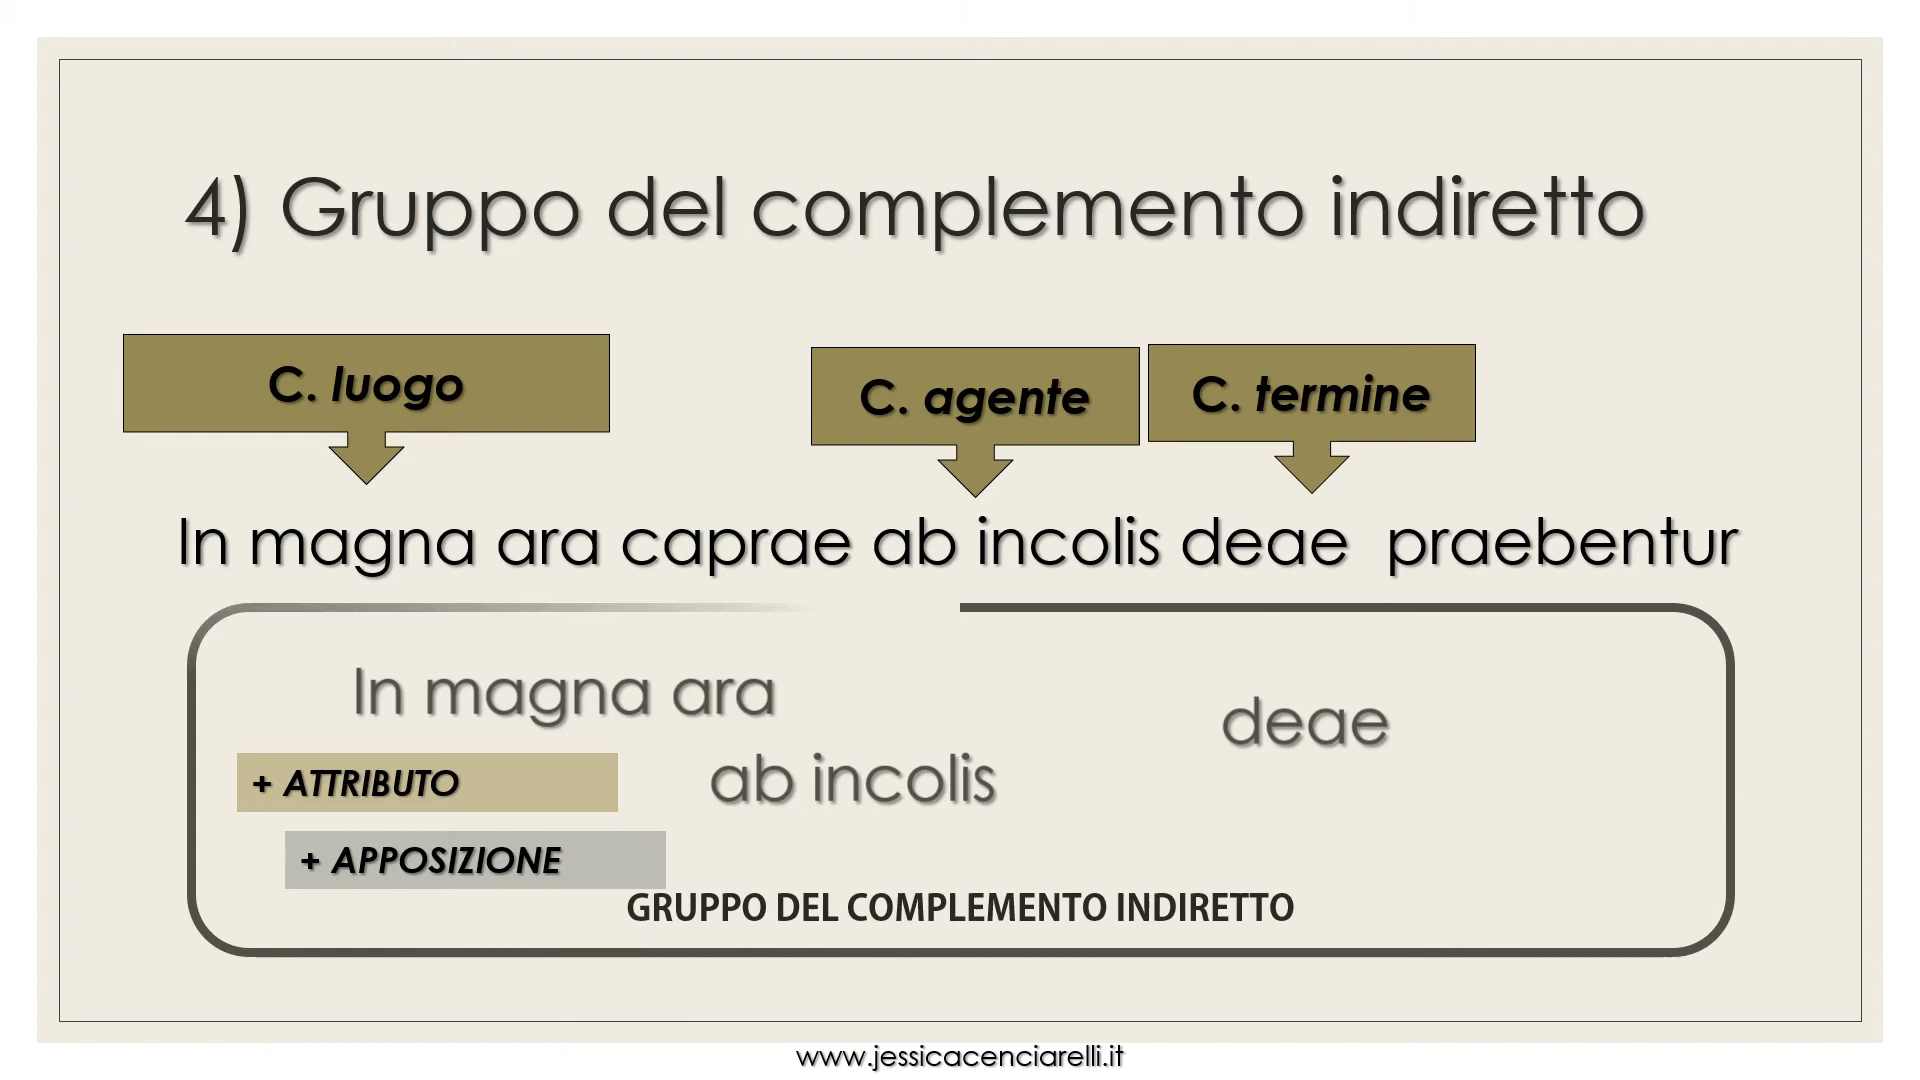 4) Gruppo del complemento indiretto
C. luogo
C. agente
C. termine
In magna ara caprae ab incolis deae praebentur
In magna ara
deae
ab incolis
+ ATTRIBUTO
+ APPOSIZIONE
GRUPPO DEL COMPLEMENTO INDIRETTO
www.jessicacenciarelli.it